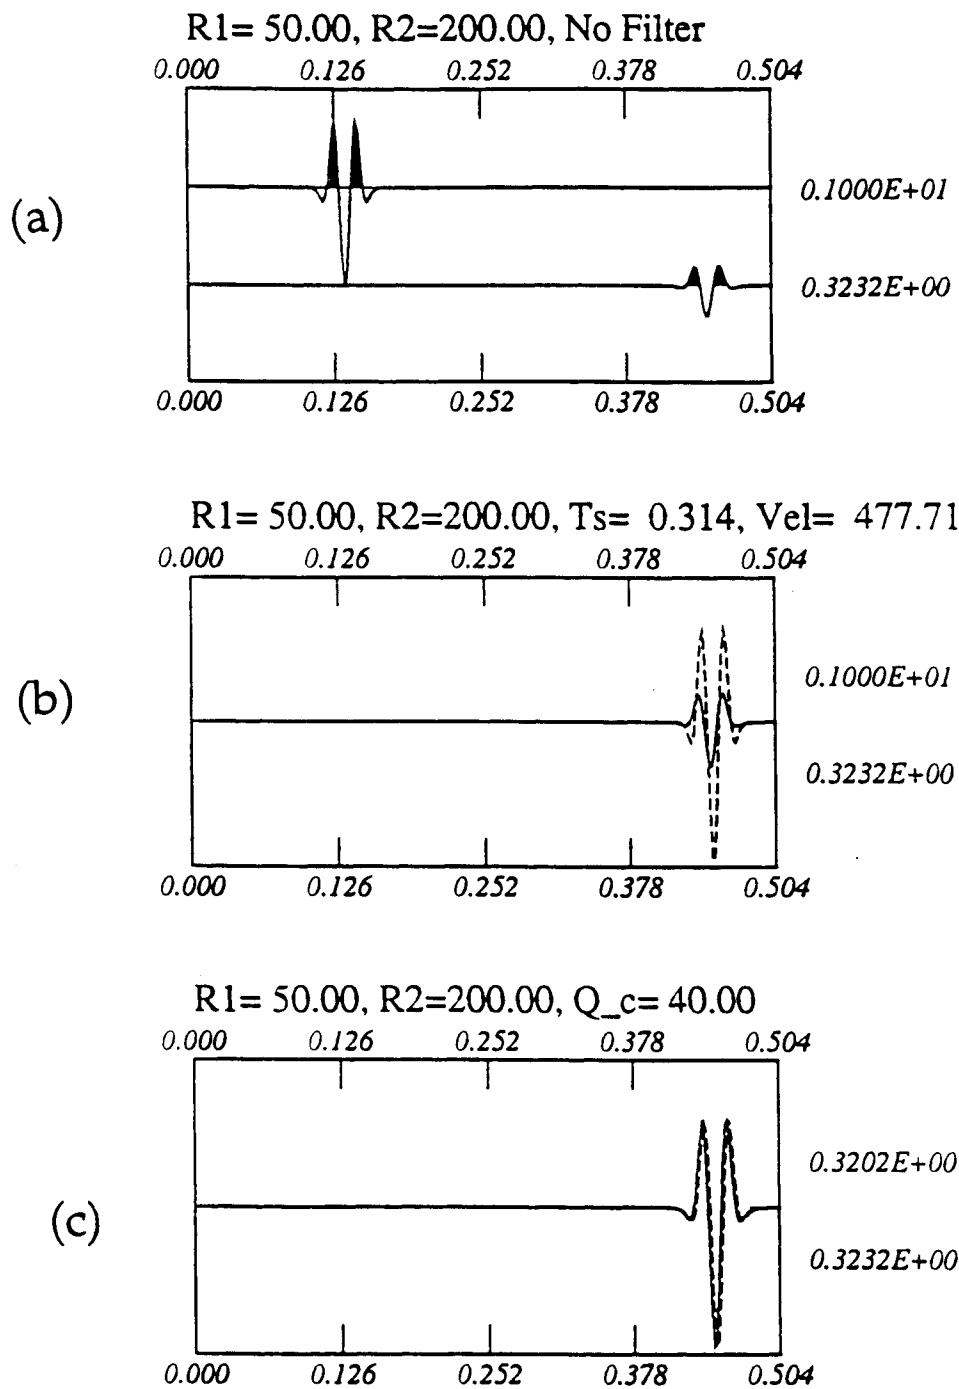 R1= 50.00, R2=200.00, No Filter
0.000 0.126 0.252 0.378 0.504
(a)
0.1000E+01
0.3232E+00
0.000 0.126 0.252 0.378 0.504
R1= 50.00, R2=200.00, Ts= 0.314, Vel= 477.71
0.000 0.126 0.252 0.378 0.504
(b)
0.1000E+01
0.3232E+00
0.000 0.126 0.252 0.378 0.504
R1= 50.00, R2=200.00, Q_c= 40.00
0.000 0.126 0.252 0.378 0.504
(c)
0.3202E+00
0.3232E+00
0.000 0.126 0.252 0.378 0.504